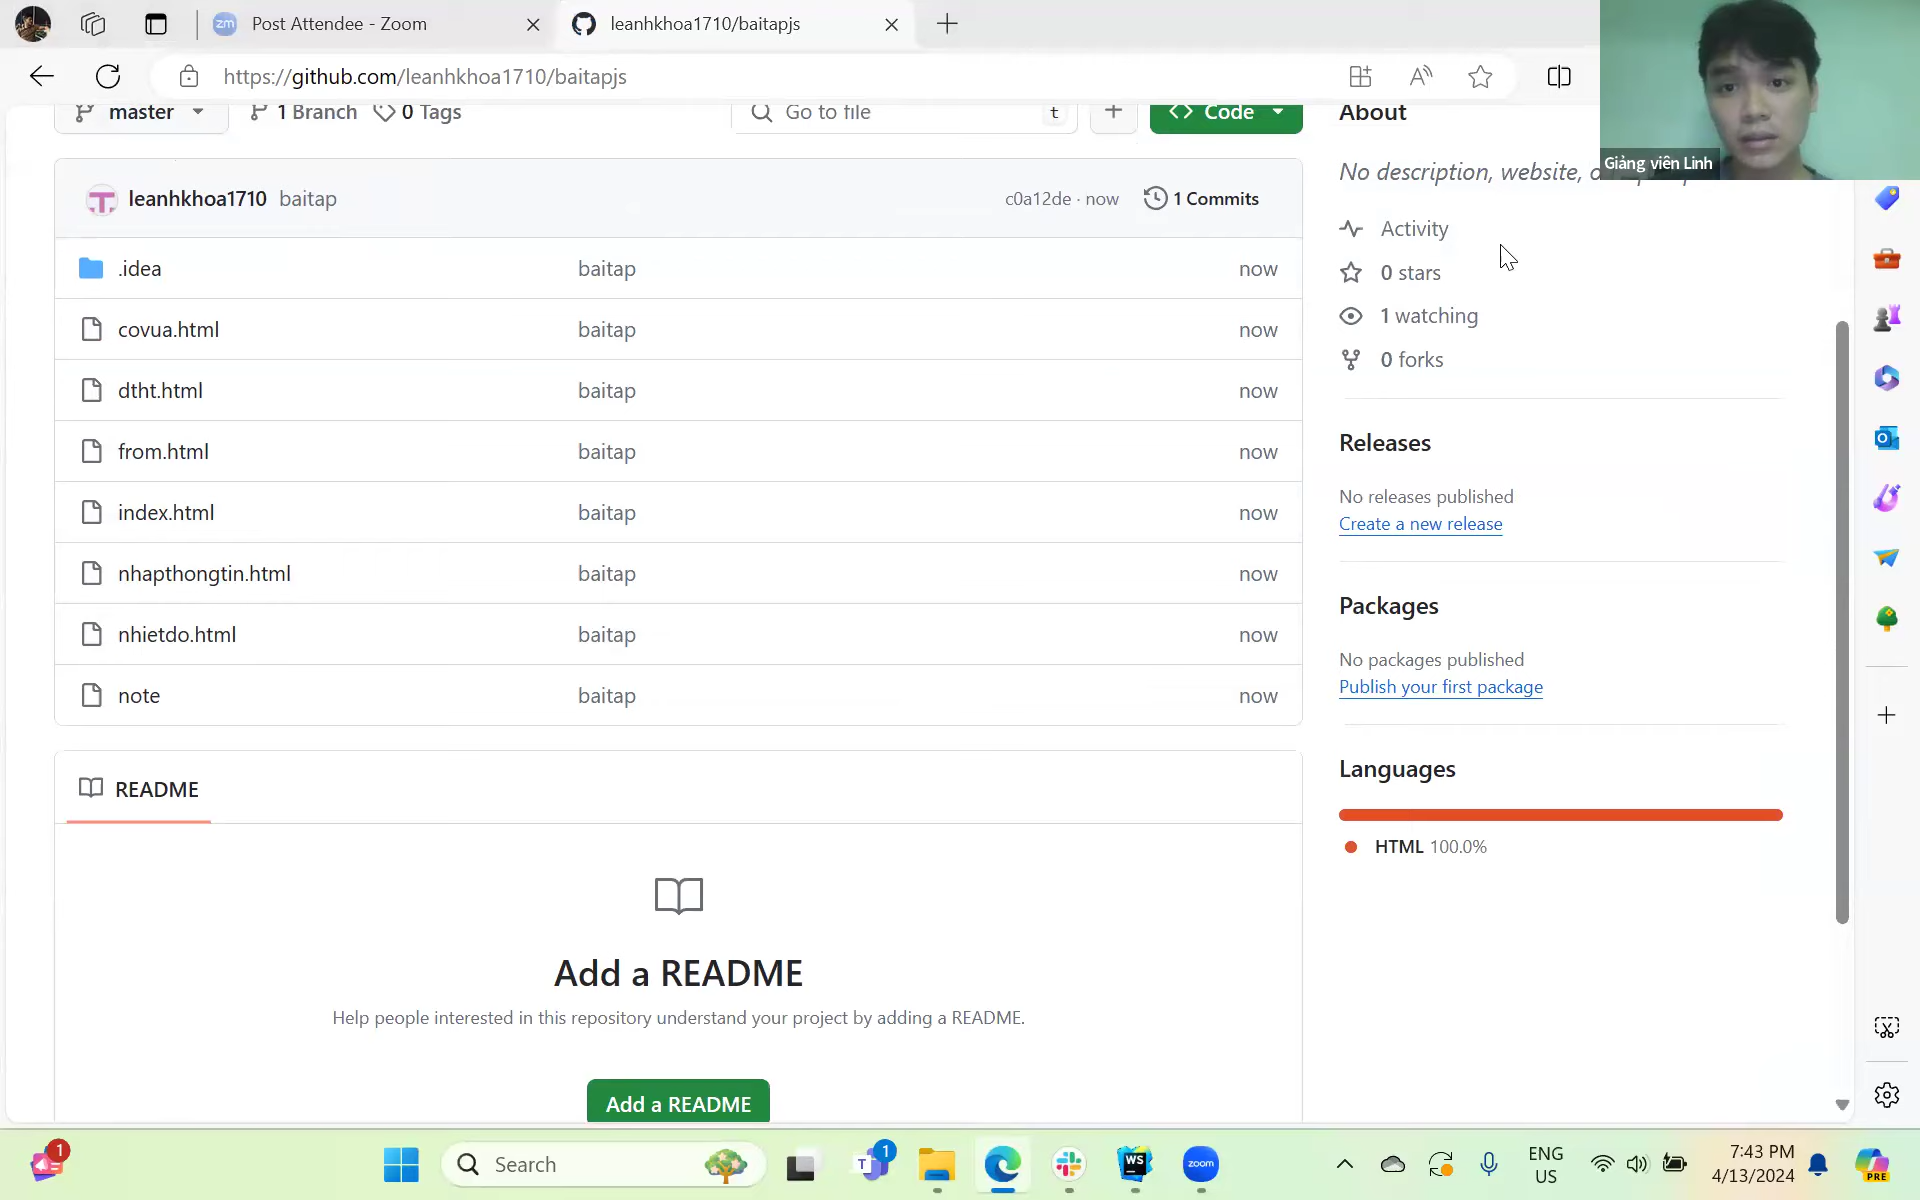 Post Attendee - Zoom
leanhkhoa1710/baitapjs
https://github.com/leanhkhoa1710/baitapjs
master
1 Branch
0 Tags
Go to file
t
Code
About
Giảng viên Linh
leanhkhoa1710 baitap
c0a12de · now
1 Commits
No description, website,
.idea baitap now
covua.html baitap now
dtht.html baitap now
from.html baitap now
index.html baitap now
nhapthongtin.html baitap now
nhietdo.html baitap now
note baitap now
Activity
0 stars
1 watching
0 forks
Releases
No releases published
Create a new release
Packages
No packages published
Publish your first package
Languages
HTML 100.0%
README
Add a README
Help people interested in this repository understand your project by adding a README.
Add a README
1
Search
1
WS
zoom
ENG
US
7:43 PM
4/13/2024
PRE